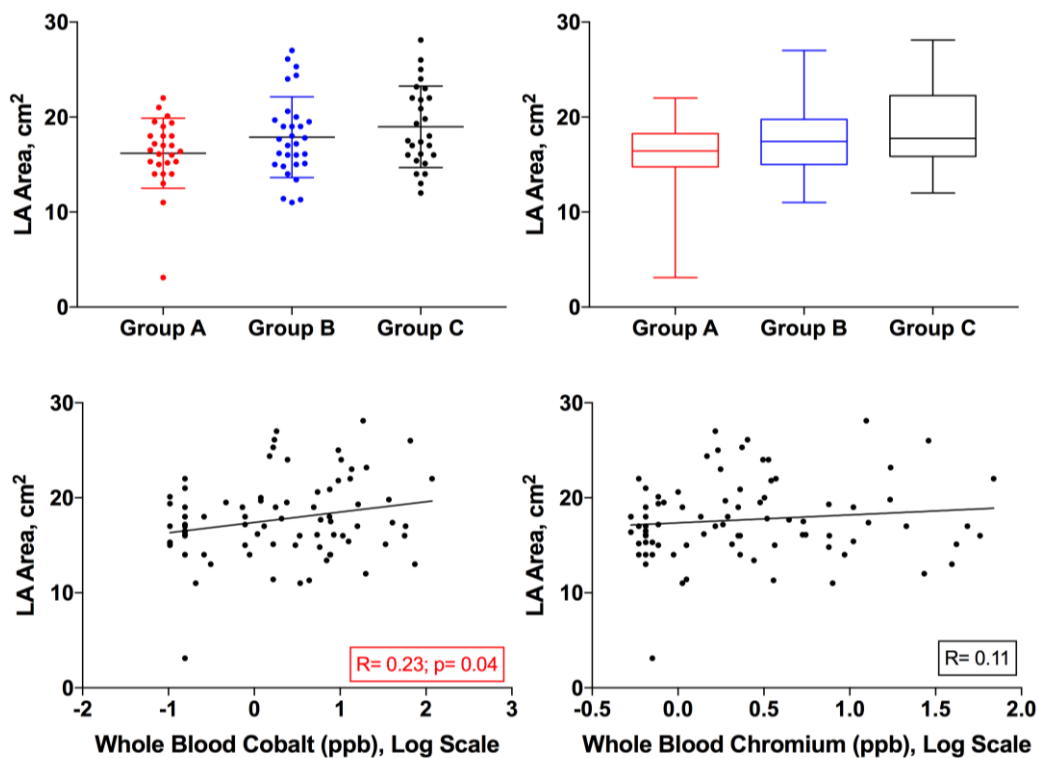 30
20
10
0
LA Area, cm²
Group A
Group B
Group C
30
20
10
0
LA Area, cm²
Group A
Group B
Group C
30
20
10
0
LA Area, cm²
R= 0.23; p= 0.04
-2
-1
0
1
2
3
Whole Blood Cobalt (ppb), Log Scale
30
20
10
0
LA Area, cm²
R= 0.11
-0.5
0.0
0.5
1.0
1.5
2.0
Whole Blood Chromium (ppb), Log Scale